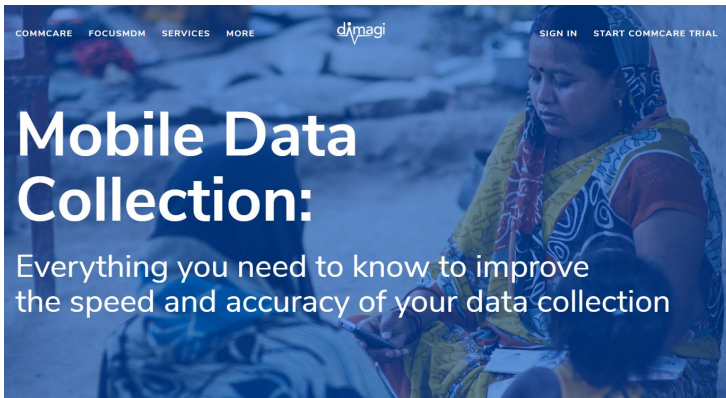 COMMCARE FOCUSMDM SERVICES MORE dimagi SIGN IN START COMMCARE TRIAL
Mobile Data
Collection:
Everything you need to know to improve
the speed and accuracy of your data collection